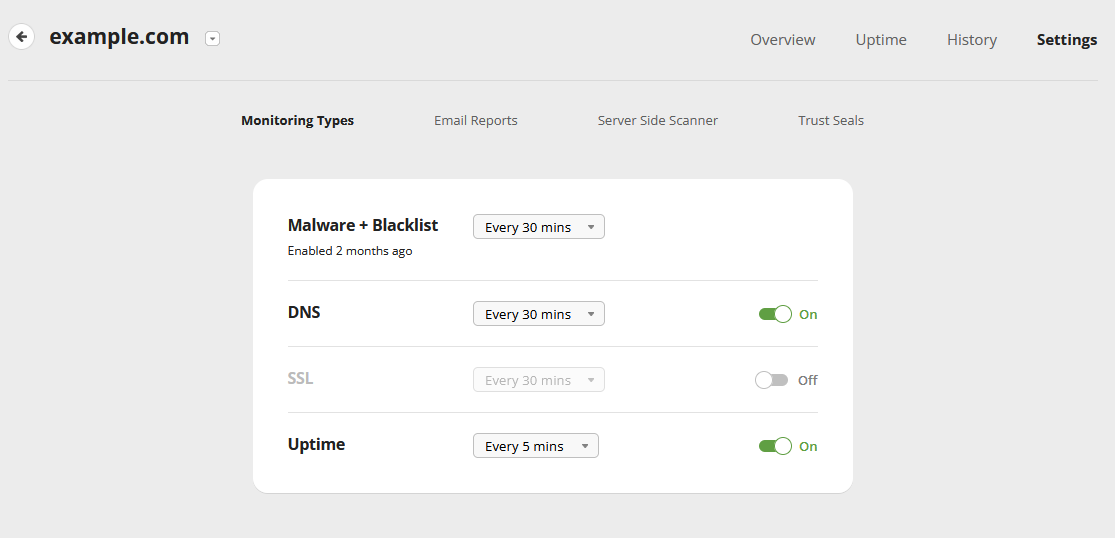 example.com
Overview Uptime History Settings
Monitoring Types Email Reports Server Side Scanner Trust Seals
Malware + Blacklist Every 30 mins
Enabled 2 months ago
DNS Every 30 mins On
SSL Every 30 mins Off
Uptime Every 5 mins On